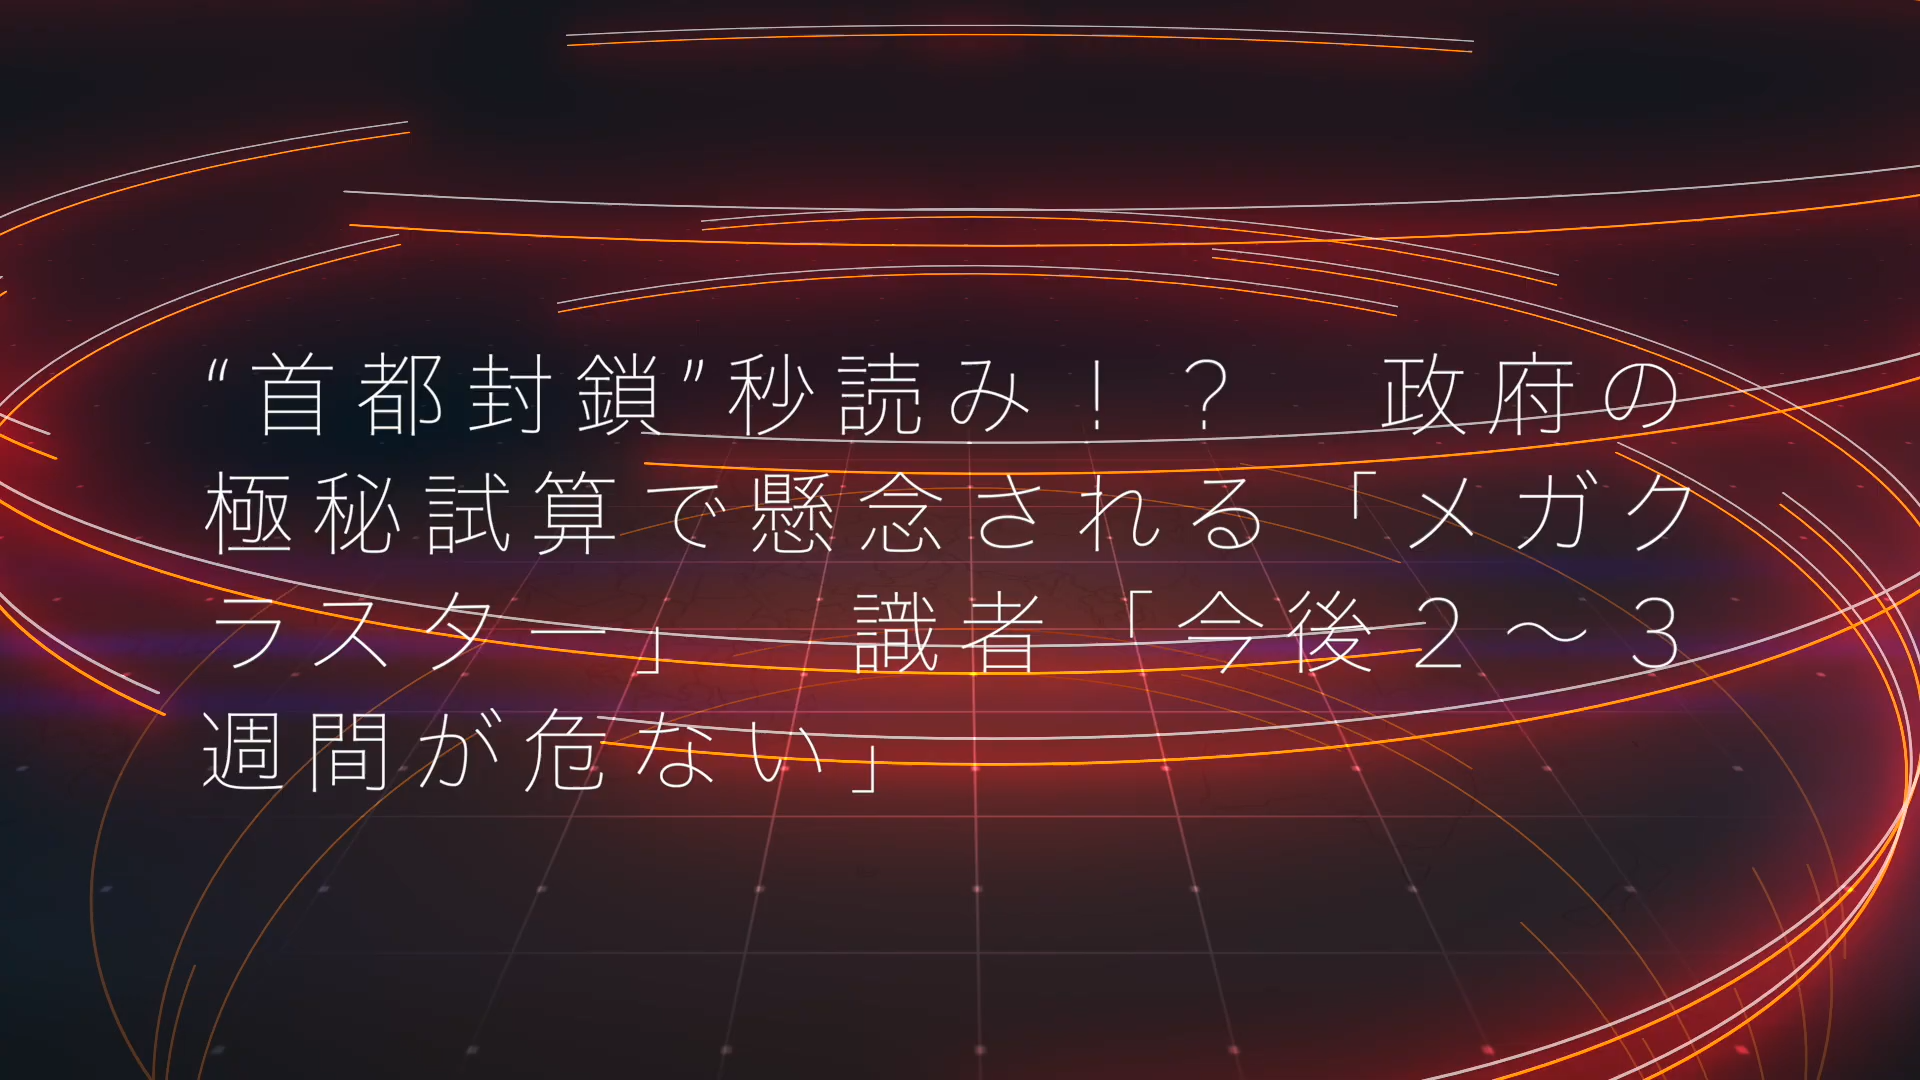 “首都封鎖”秒読み！？　政府の
極秘試算で懸念される「メガク
ラスター」　識者「今後２～３
週間が危ない」